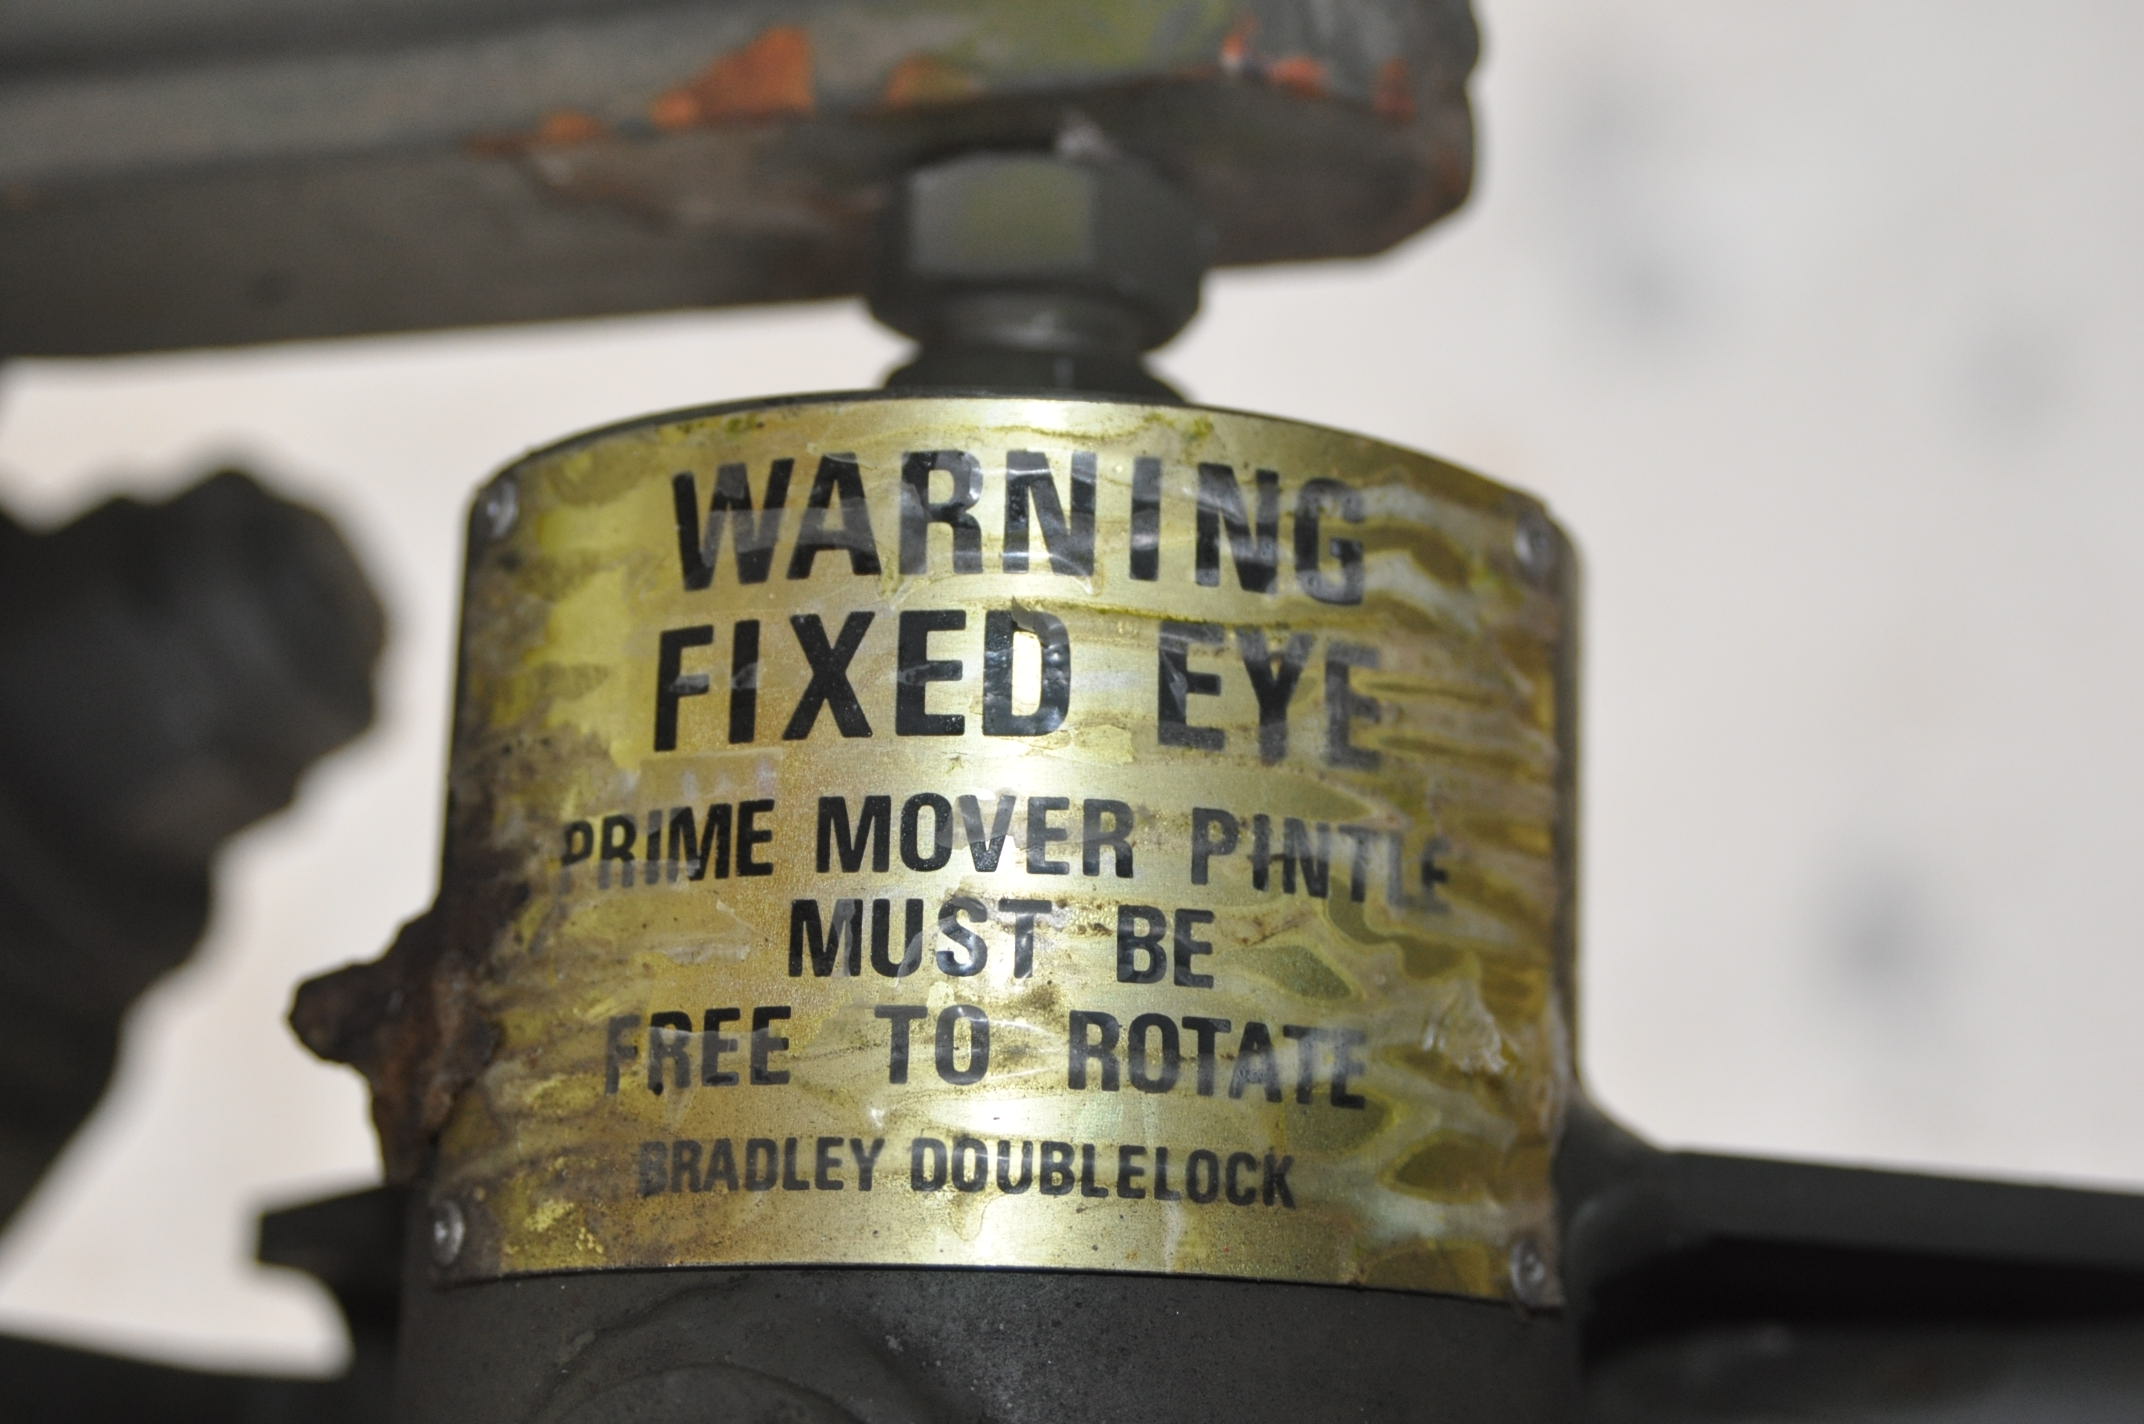 WARNING
FIXED EYE
PRIME MOVER PINTLE
MUST BE
FREE TO ROTATE
BRADLEY DOUBLELOCK